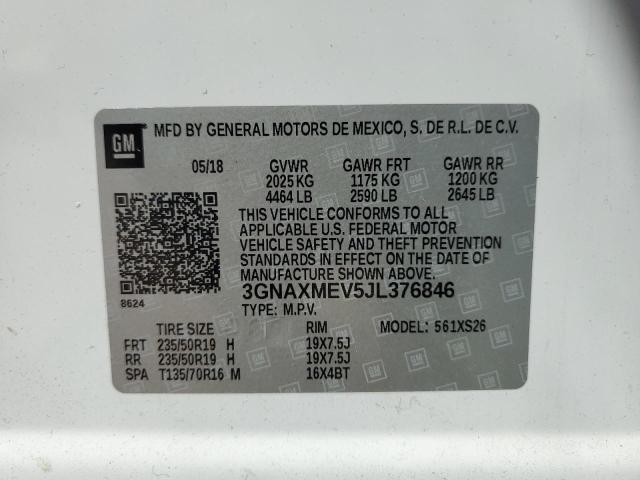 GM MFD BY GENERAL MOTORS DE MEXICO, S. DE R.L. DE C.V.
05/18 GVWR GAWR FRT GAWR RR
2025 KG 1175 KG 1200 KG
4464 LB 2590 LB 2645 LB
THIS VEHICLE CONFORMS TO ALL
APPLICABLE U.S. FEDERAL MOTOR
VEHICLE SAFETY AND THEFT PREVENTION
STANDARDS IN EFFECT ON THE DATE OF
MANUFACTURE SHOWN ABOVE.
8624 3GNAXMEV5JL376846
TYPE: M.P.V.
TIRE SIZE RIM MODEL: 561XS26
FRT 235/50R19 H 19X7.5J
RR 235/50R19 H 19X7.5J
SPA T135/70R16 M 16X4BT